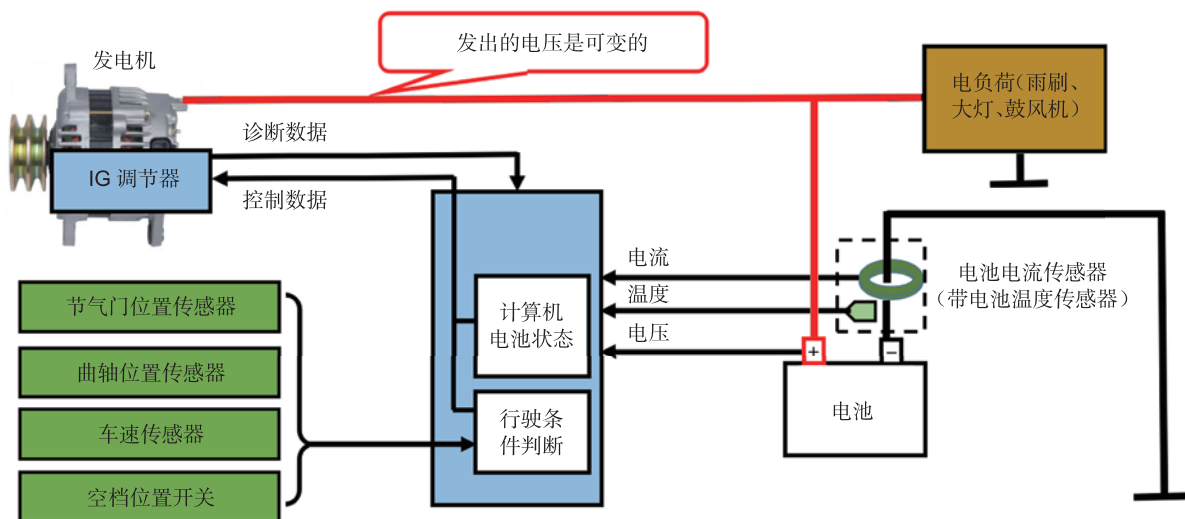 发出的电压是可变的
发电机
电负荷(雨刷、
大灯、鼓风机)
诊断数据
IG 调节器
控制数据
电流
温度
电压
电池电流传感器
(带电池温度传感器)
节气门位置传感器
曲轴位置传感器
车速传感器
空档位置开关
计算机
电池状态
行驶条
件判断
+
−
电池